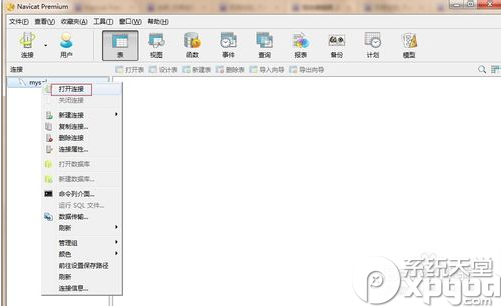 Navicat Premium
文件(F) 查看(V) 收藏夹(A) 工具(T) 窗口(W) 帮助(H)
连接 用户 表 视图 函数 事件 查询 报表 备份 计划 模型
连接 打开表 设计表 新建表 删除表 导入向导 导出向导
打开连接
关闭连接
新建连接
复制连接...
删除连接
连接属性...
打开数据库
新建数据库...
命令列介面...
运行 SQL 文件...
数据传输...
刷新
管理组
颜色
前往设置保存路径
刷新
连接信息...
系统天堂